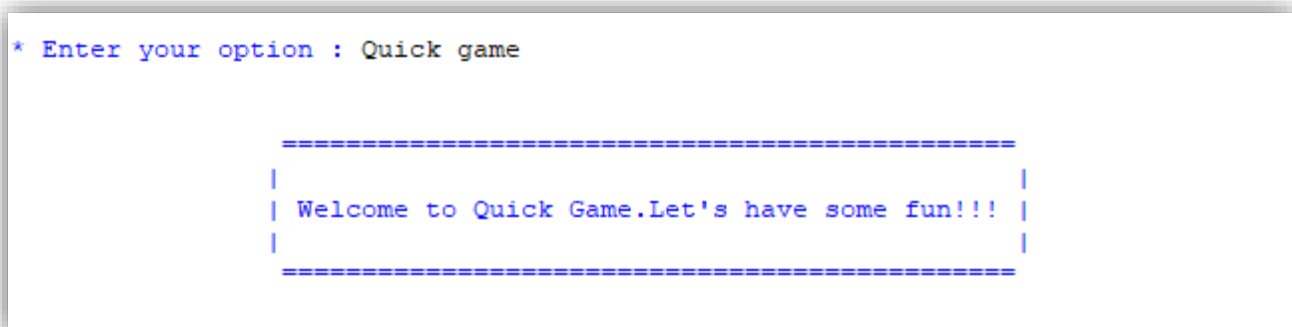 * Enter your option : Quick game
==============================================
| |
| Welcome to Quick Game.Let's have some fun!!! |
| |
==============================================